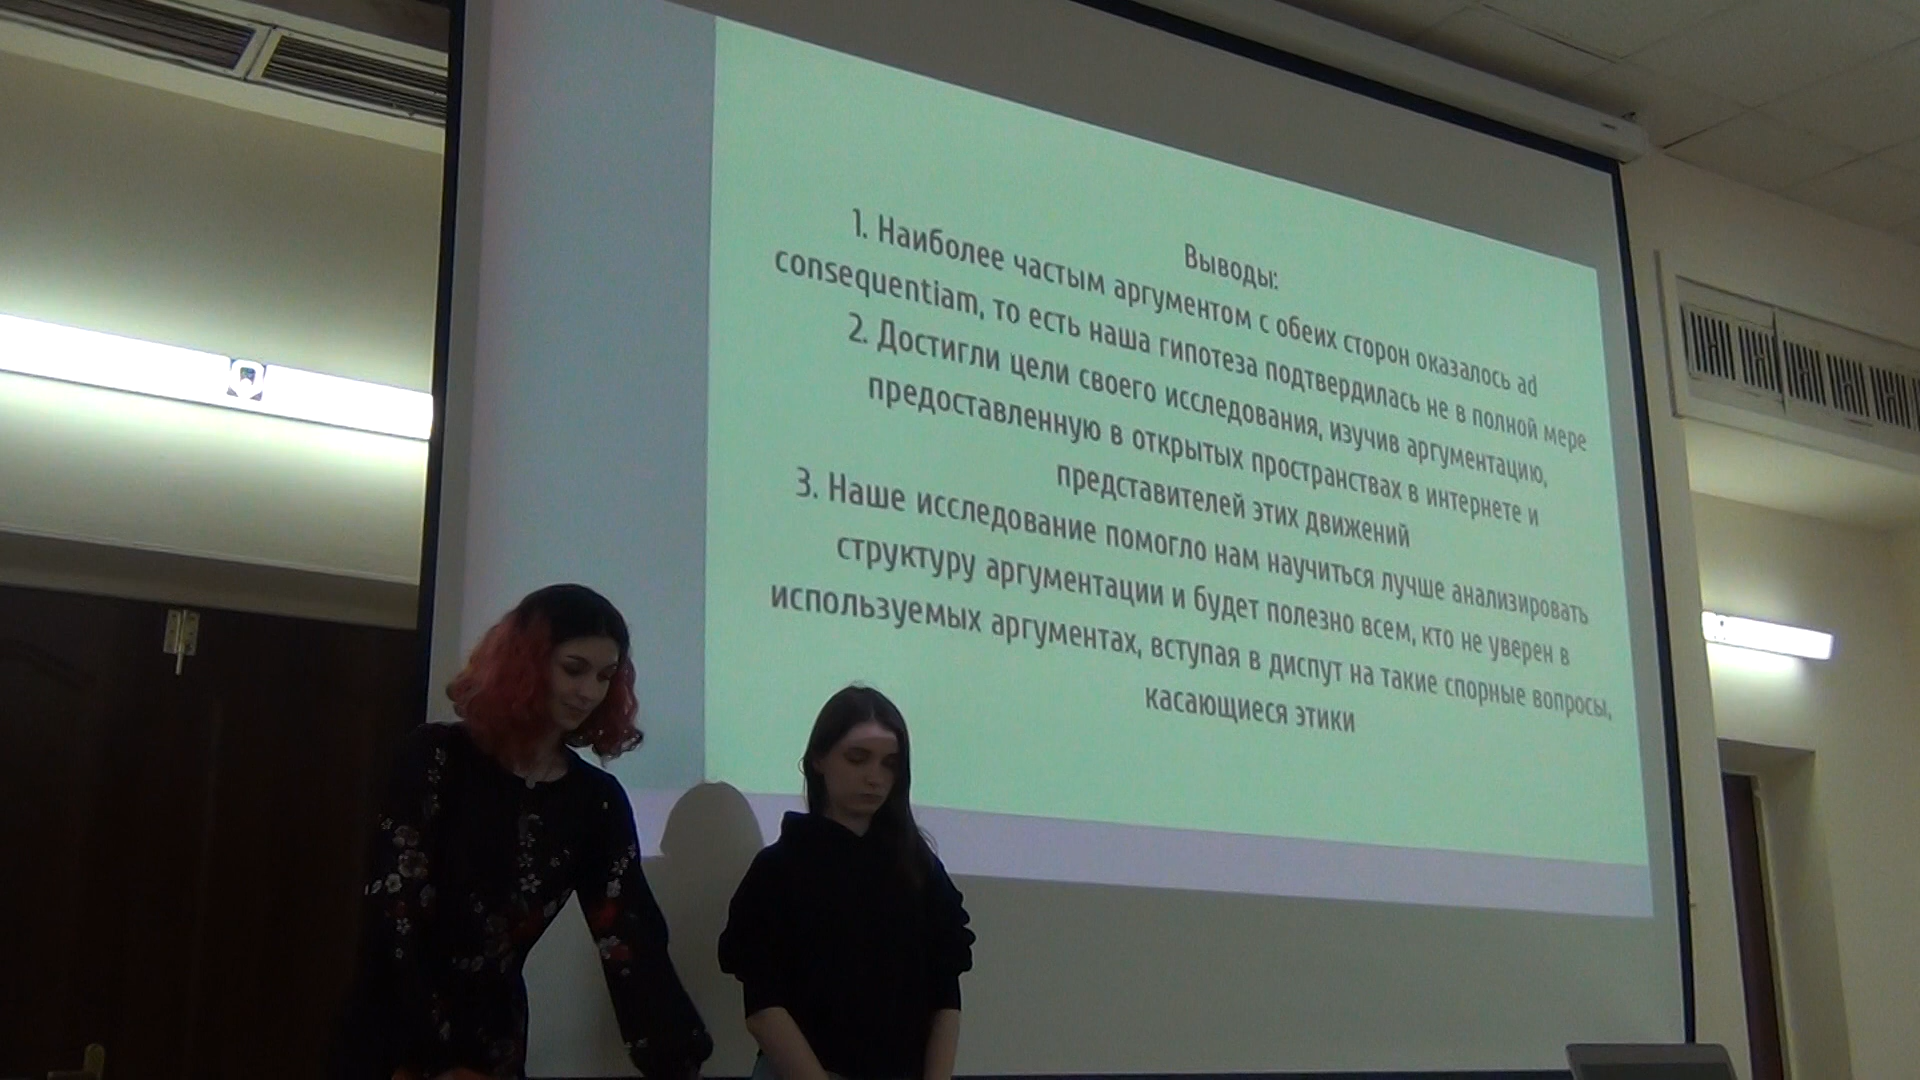 Выводы:
1. Наиболее частым аргументом с обеих сторон оказалось ad
consequentiam, то есть наша гипотеза подтвердилась не в полной мере
2. Достигли цели своего исследования, изучив аргументацию,
предоставленную в открытых пространствах в интернете и
представителей этих движений
3. Наше исследование помогло нам научиться лучше анализировать
структуру аргументации и будет полезно всем, кто не уверен в
используемых аргументах, вступая в диспут на такие спорные вопросы,
касающиеся этики